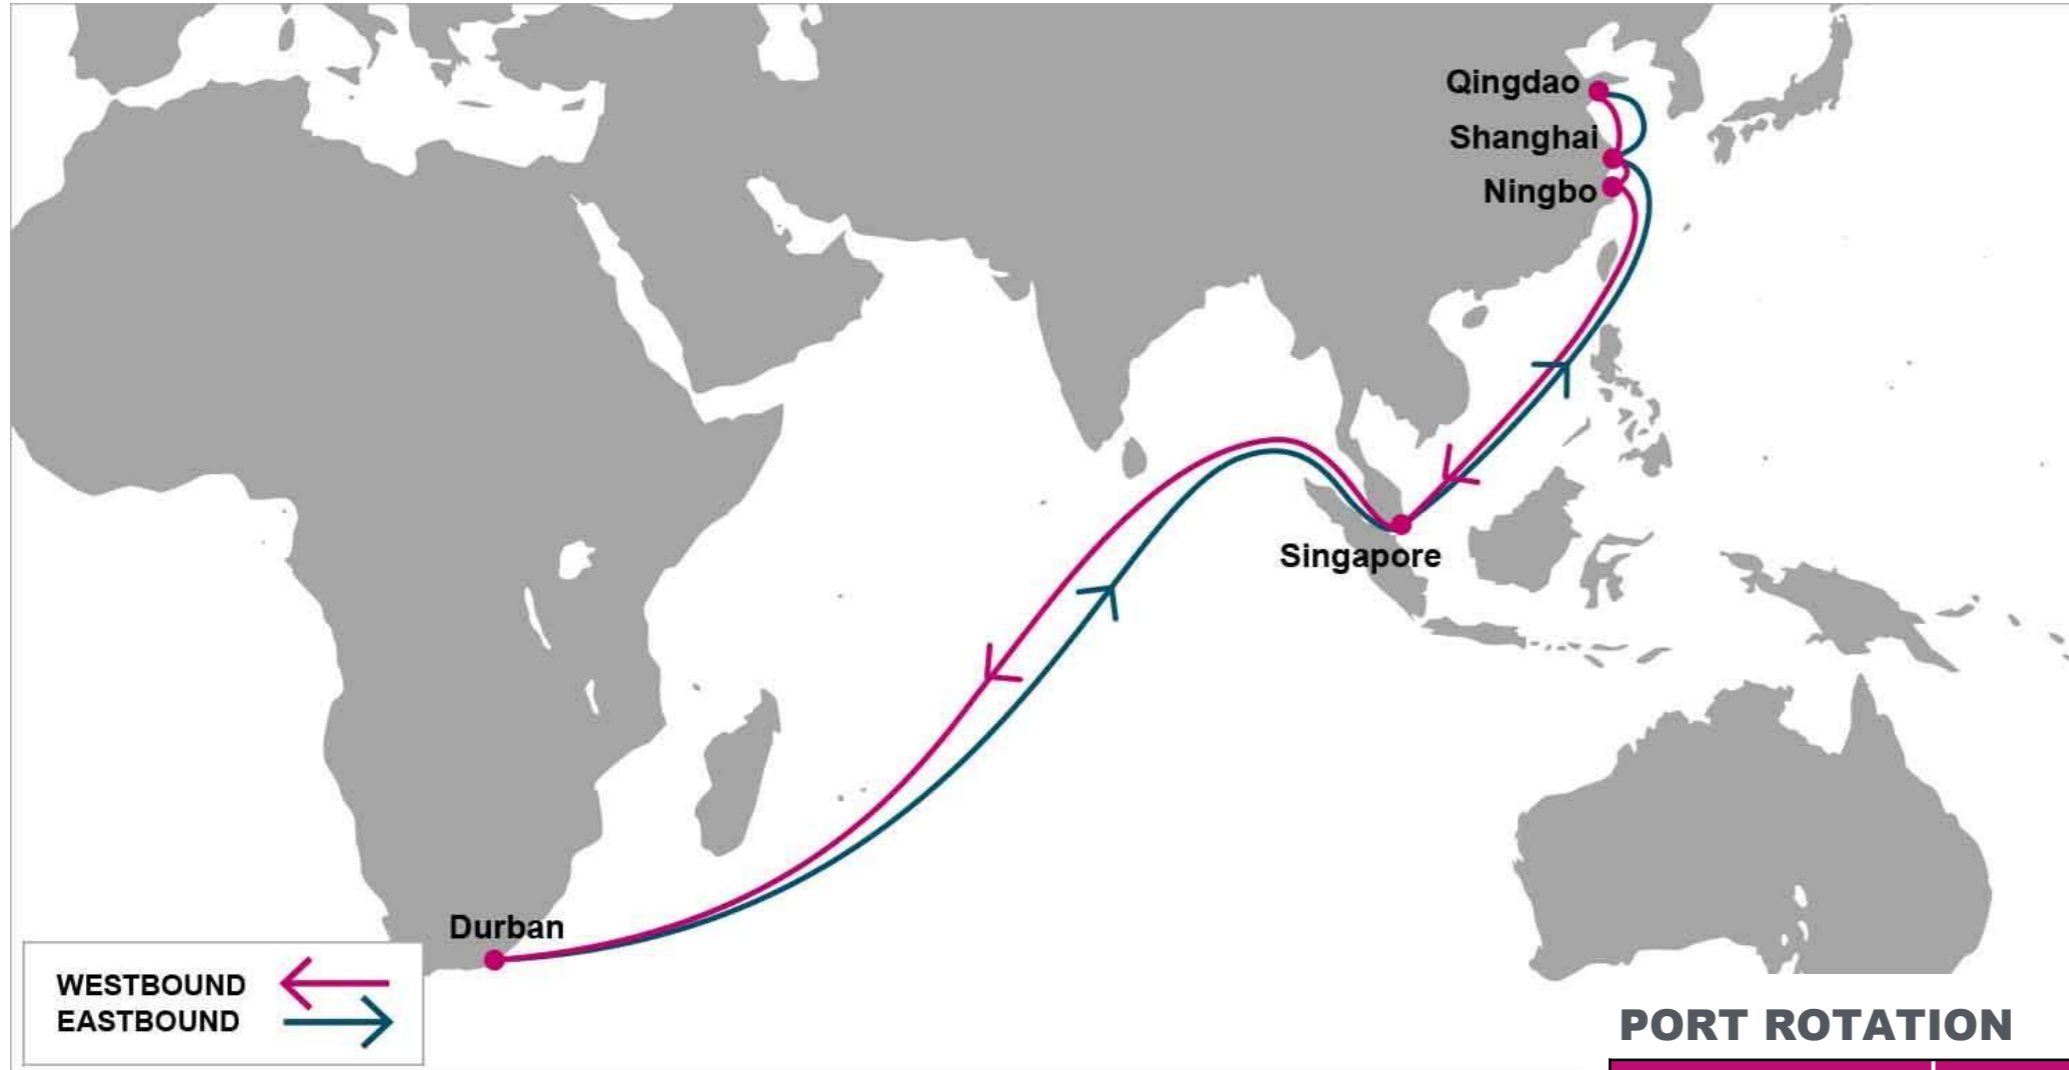 Qingdao
Shanghai
Ningbo
Singapore
Durban
WESTBOUND
EASTBOUND
PORT ROTATION